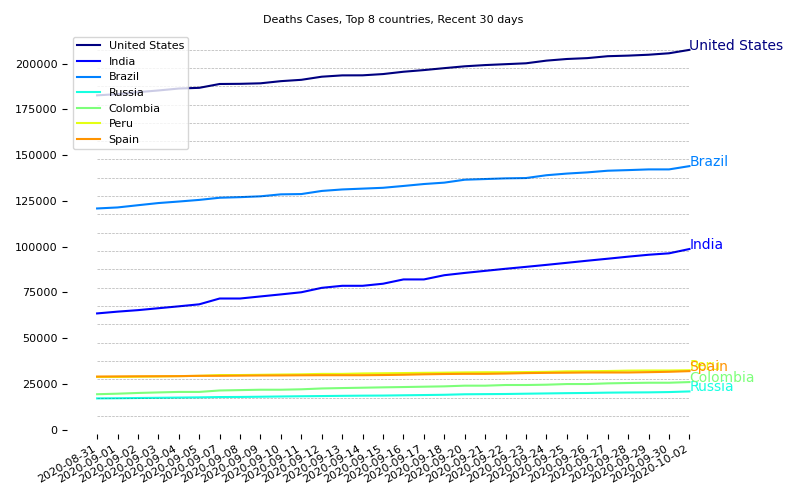 Deaths Cases, Top 8 countries, Recent 30 days
United States
India
Brazil
Russia
Colombia
Peru
Spain
200000
175000
150000
125000
100000
75000
50000
25000
0
United States
Brazil
India
Spain
Colombia
Russia
2020-08-31
2020-09-01
2020-09-02
2020-09-03
2020-09-04
2020-09-05
2020-09-07
2020-09-08
2020-09-09
2020-09-10
2020-09-11
2020-09-12
2020-09-13
2020-09-14
2020-09-15
2020-09-16
2020-09-17
2020-09-18
2020-09-20
2020-09-21
2020-09-22
2020-09-23
2020-09-24
2020-09-25
2020-09-26
2020-09-27
2020-09-28
2020-09-29
2020-09-30
2020-10-02